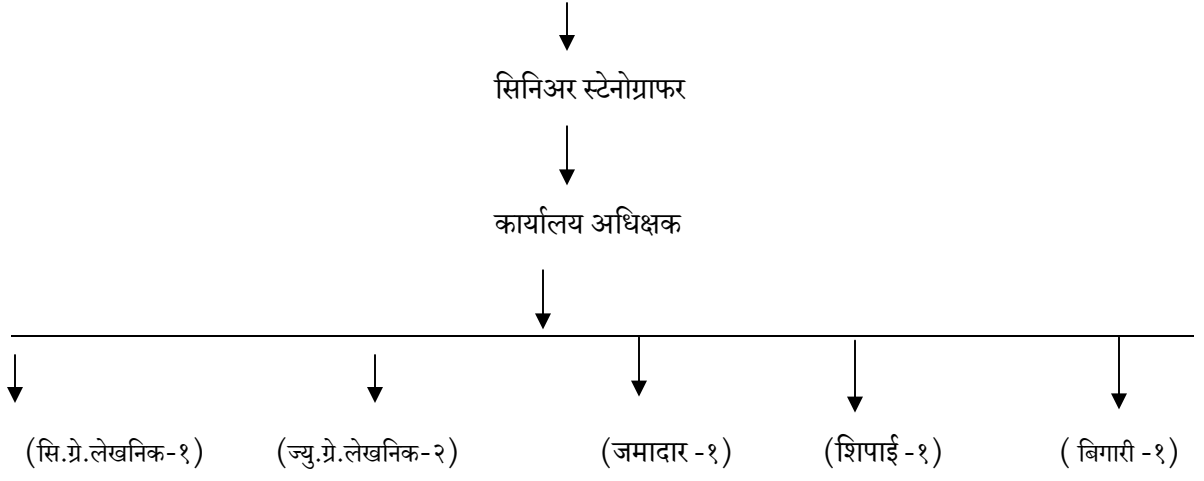 सिनिअर स्टेनोग्राफर
कार्यालय अधिक्षक
(सि.ग्रे.लेखनिक-१) (ज्यु.ग्रे.लेखनिक-२) (जमादार -१) (शिपाई -१) ( बिगारी -१)